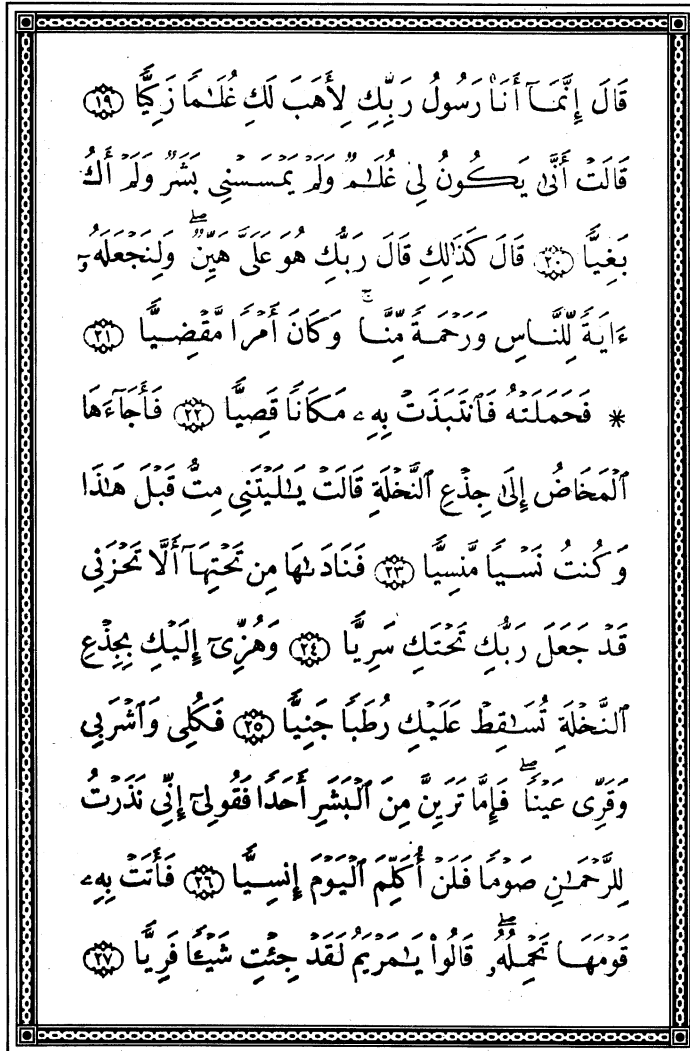 قَالَ إِنَّمَآ أَنَا۠ رَسُولُ رَبِّكِ لِأَهَبَ لَكِ غُلَـٰمًا زَكِيًّا ١٩
قَالَتْ أَنَّىٰ يَكُونُ لِى غُلَـٰمٌ وَلَمْ يَمْسَسْنِى بَشَرٌ وَلَمْ أَكُ
بَغِيًّا ٢٠ قَالَ كَذَٰلِكِ قَالَ رَبُّكِ هُوَ عَلَىَّ هَيِّنٌ ۖ وَلِنَجْعَلَهُۥٓ
ءَايَةً لِّلنَّاسِ وَرَحْمَةً مِّنَّا ۚ وَكَانَ أَمْرًا مَّقْضِيًّا ٢١
* فَحَمَلَتْهُ فَٱنتَبَذَتْ بِهِۦ مَكَانًا قَصِيًّا ٢٢ فَأَجَآءَهَا
ٱلْمَخَاضُ إِلَىٰ جِذْعِ ٱلنَّخْلَةِ قَالَتْ يَـٰلَيْتَنِى مِتُّ قَبْلَ هَـٰذَا
وَكُنتُ نَسْيًا مَّنسِيًّا ٢٣ فَنَادَىٰهَا مِن تَحْتِهَآ أَلَّا تَحْزَنِى
قَدْ جَعَلَ رَبُّكِ تَحْتَكِ سَرِيًّا ٢٤ وَهُزِّىٓ إِلَيْكِ بِجِذْعِ
ٱلنَّخْلَةِ تُسَـٰقِطْ عَلَيْكِ رُطَبًا جَنِيًّا ٢٥ فَكُلِى وَٱشْرَبِى
وَقَرِّى عَيْنًا ۖ فَإِمَّا تَرَيِنَّ مِنَ ٱلْبَشَرِ أَحَدًا فَقُولِىٓ إِنِّى نَذَرْتُ
لِلرَّحْمَـٰنِ صَوْمًا فَلَنْ أُكَلِّمَ ٱلْيَوْمَ إِنسِيًّا ٢٦ فَأَتَتْ بِهِۦ
قَوْمَهَا تَحْمِلُهُۥ ۖ قَالُوا۟ يَـٰمَرْيَمُ لَقَدْ جِئْتِ شَيْـًٔا فَرِيًّا ٢٧